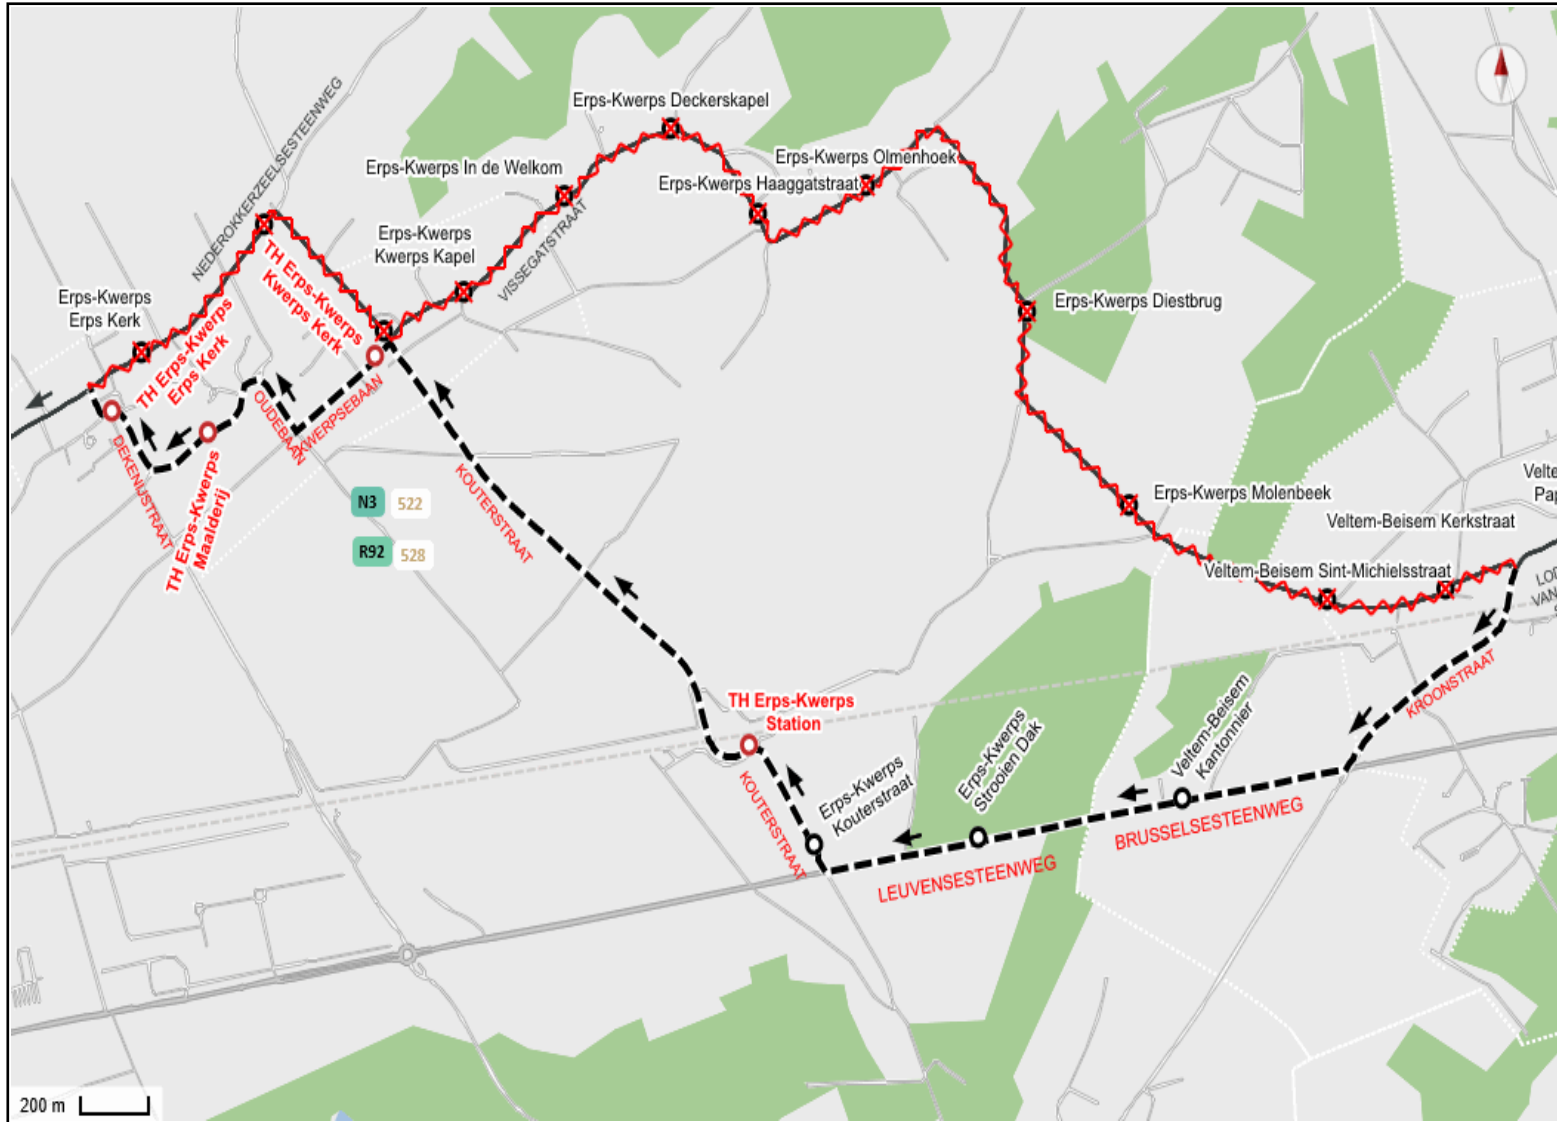 Erps-Kwerps Deckerskapel
NEDEROKKERZEELSESTEENWEG
Erps-Kwerps In de Welkom
Erps-Kwerps Olmenhoek
Erps-Kwerps Haaggatstraat
Erps-Kwerps
Kwerps Kapel
VISSEGATSTRAAT
TH Erps-Kwerps
Kwerps Kerk
Erps-Kwerps
Erps Kerk
TH Erps-Kwerps
Erps Kerk
Erps-Kwerps Diestbrug
OUDEBAAN
KWERPSEBAAN
DEKENIJSTRAAT
TH Erps-Kwerps
Maalderij
N3 522
R92 528
KOUTERSTRAAT
Erps-Kwerps Molenbeek
Velte
Pap
Veltem-Beisem Kerkstraat
Veltem-Beisem Sint-Michielsstraat
LOD
VAN
S
KROONSTRAAT
TH Erps-Kwerps
Station
KOUTERSTRAAT
Erps-Kwerps
Kouterstraat
Erps-Kwerps
Strooien Dak
Veltem-Beisem
Kantonnier
LEUVENSESTEENWEG
BRUSSELSESTEENWEG
200 m